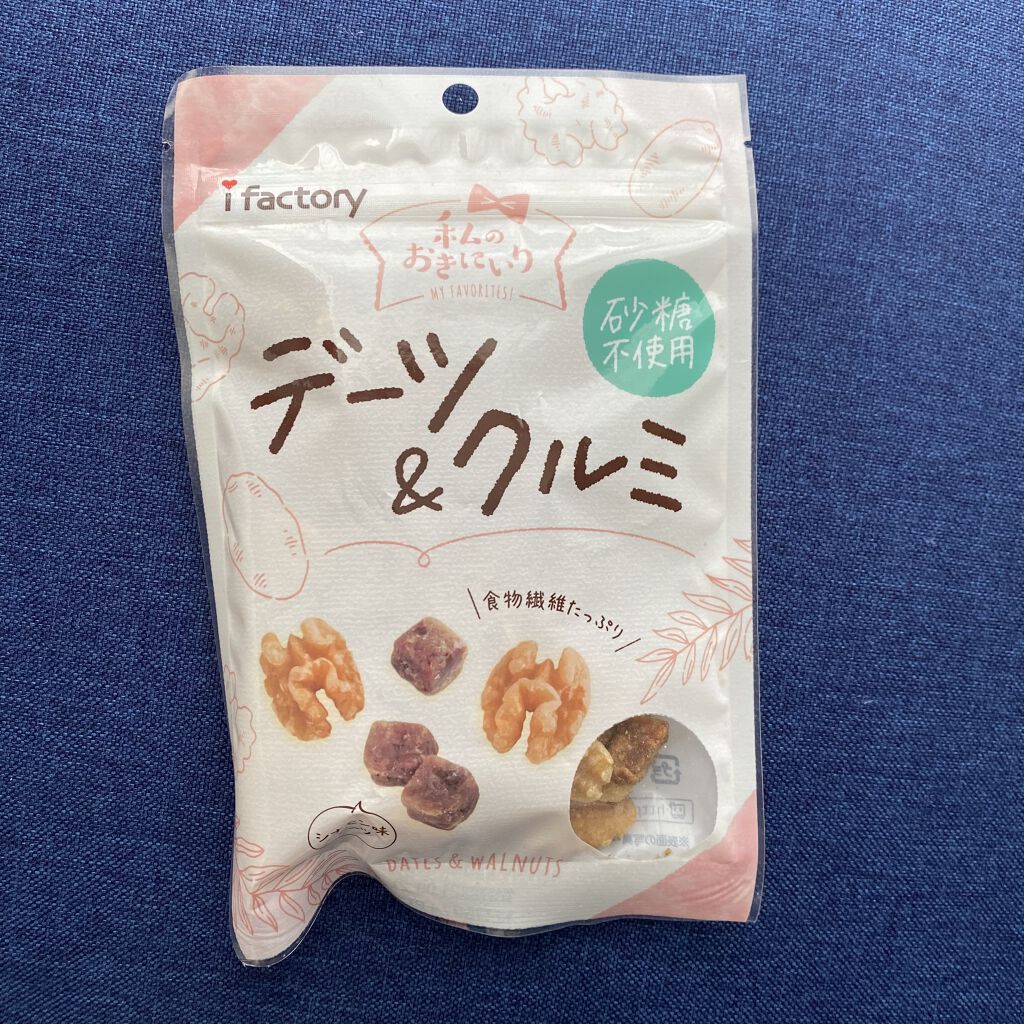 i factory
私の
おきにいり
MY FAVORITES!
砂糖
不使用
デーツ
&クルミ
食物繊維たっぷり
DATES & WALNUTS